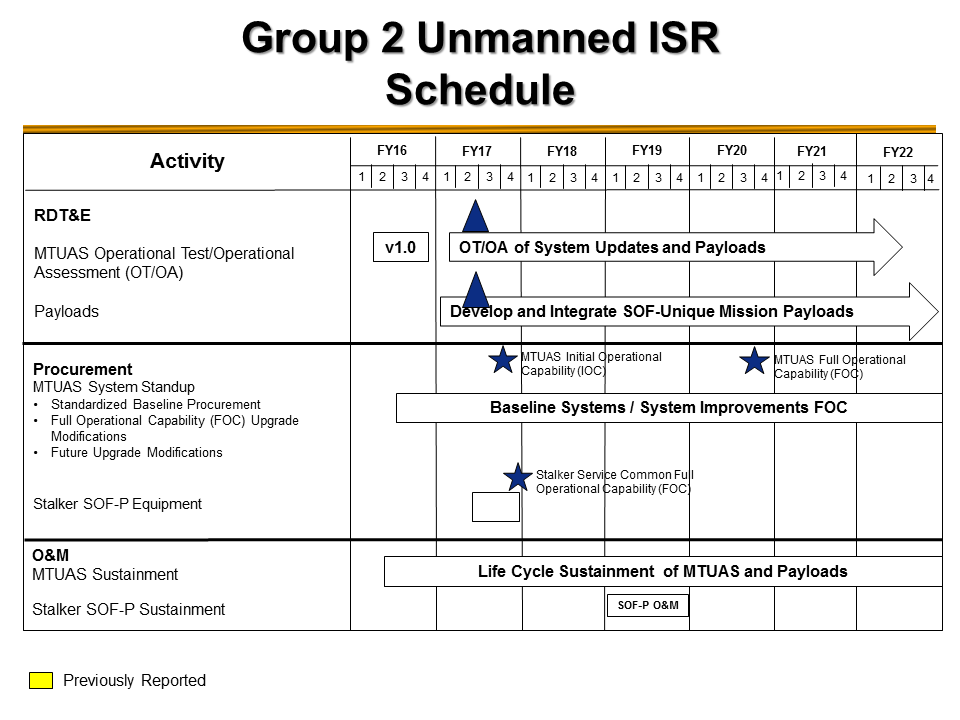 Group 2 Unmanned ISR
Schedule
Activity
FY16 FY17 FY18 FY19 FY20 FY21 FY22
1 2 3 4 1 2 3 4 1 2 3 4 1 2 3 4 1 2 3 4 1 2 3 4 1 2 3 4
RDT&E
MTUAS Operational Test/Operational
Assessment (OT/OA)
v1.0
OT/OA of System Updates and Payloads
Payloads
Develop and Integrate SOF-Unique Mission Payloads
Procurement
MTUAS System Standup
• Standardized Baseline Procurement
• Full Operational Capability (FOC) Upgrade
Modifications
• Future Upgrade Modifications
MTUAS Initial Operational
Capability (IOC)
MTUAS Full Operational
Capability (FOC)
Baseline Systems / System Improvements FOC
Stalker Service Common Full
Operational Capability (FOC)
Stalker SOF-P Equipment
O&M
MTUAS Sustainment
Life Cycle Sustainment of MTUAS and Payloads
Stalker SOF-P Sustainment
SOF-P O&M
Previously Reported